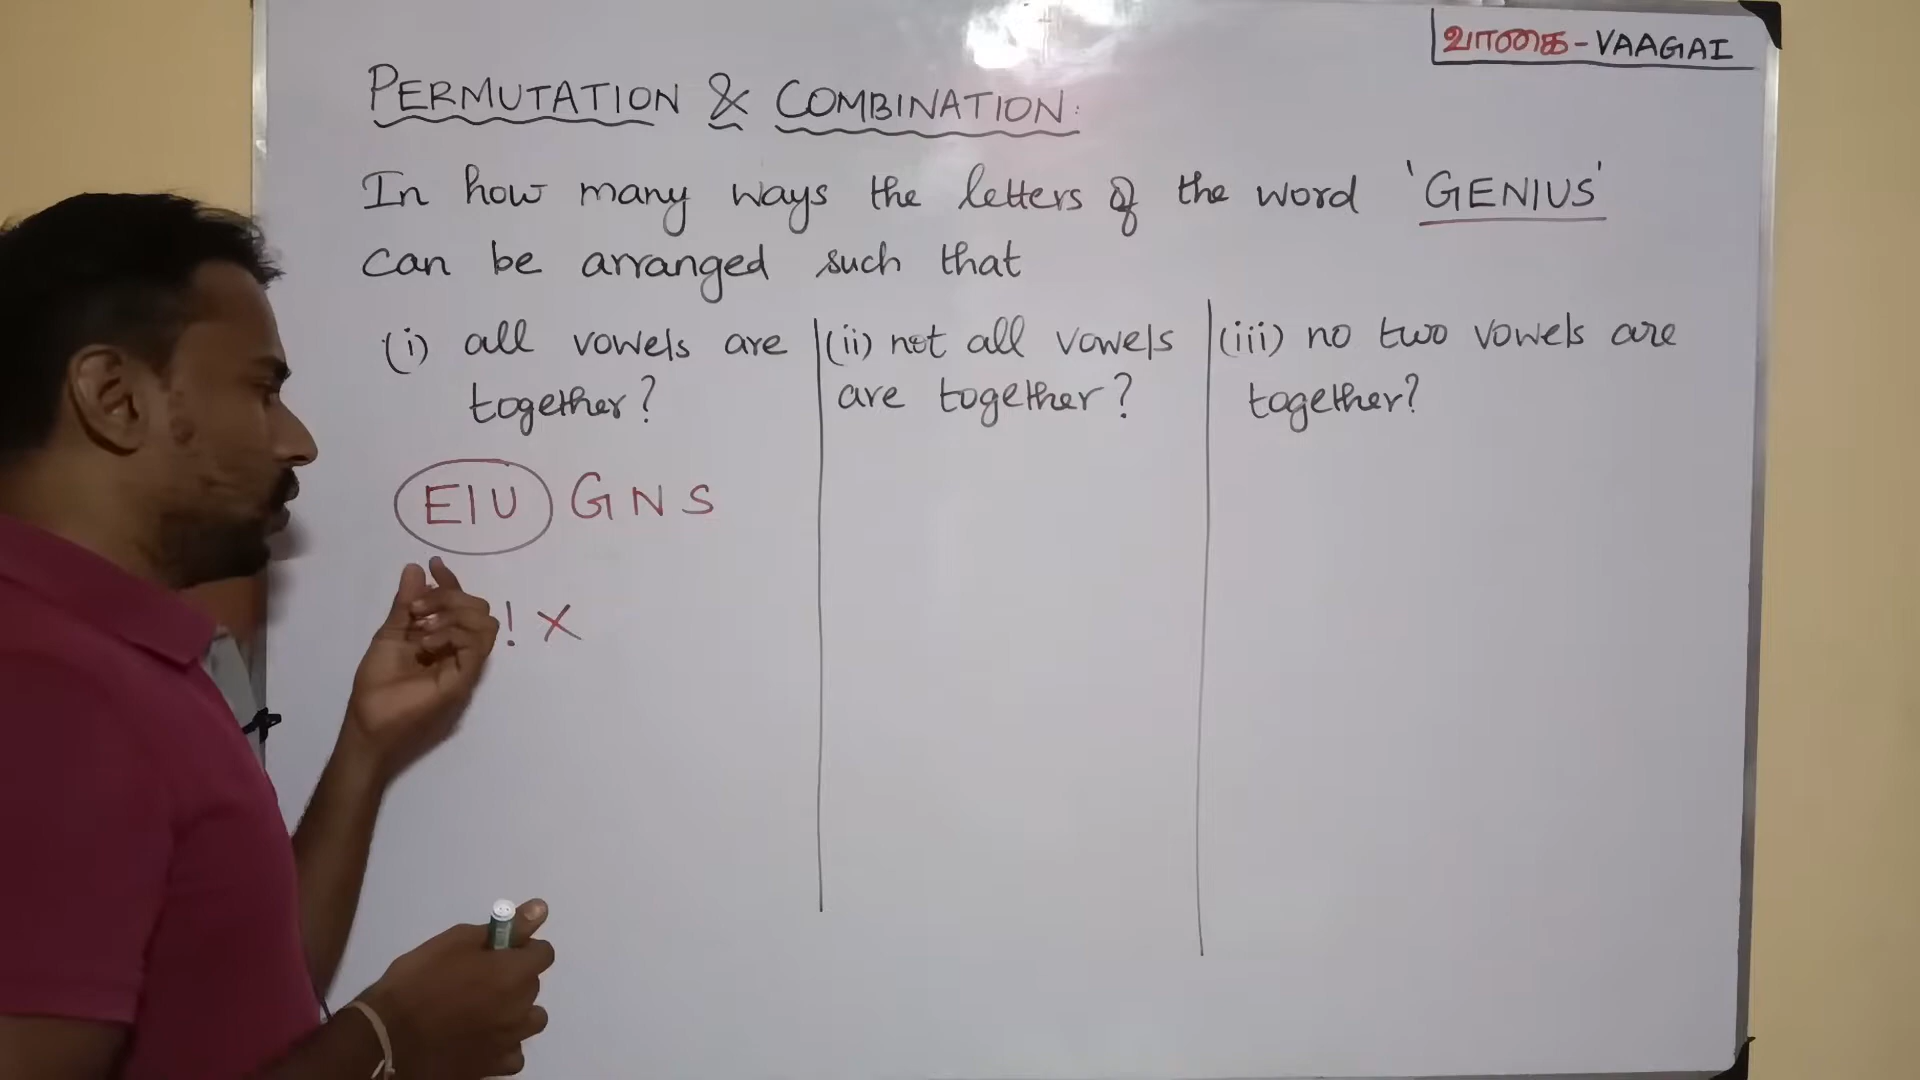 வாகை - VAAGAI
PERMUTATION & COMBINATION:
In how many ways the letters of the word 'GENIUS'
can be arranged such that
(i) all vowels are
together?
(ii) not all vowels
are together?
(iii) no two vowels are
together?
EIU G N S
! ×